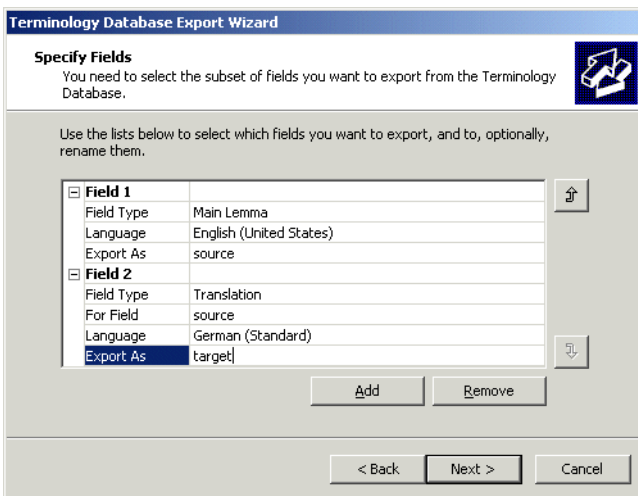 Terminology Database Export Wizard
Specify Fields
You need to select the subset of fields you want to export from the Terminology
Database.
Use the lists below to select which fields you want to export, and to, optionally,
rename them.
Field 1
Field Type Main Lemma
Language English (United States)
Export As source
Field 2
Field Type Translation
For Field source
Language German (Standard)
Export As target
Add Remove
< Back Next > Cancel